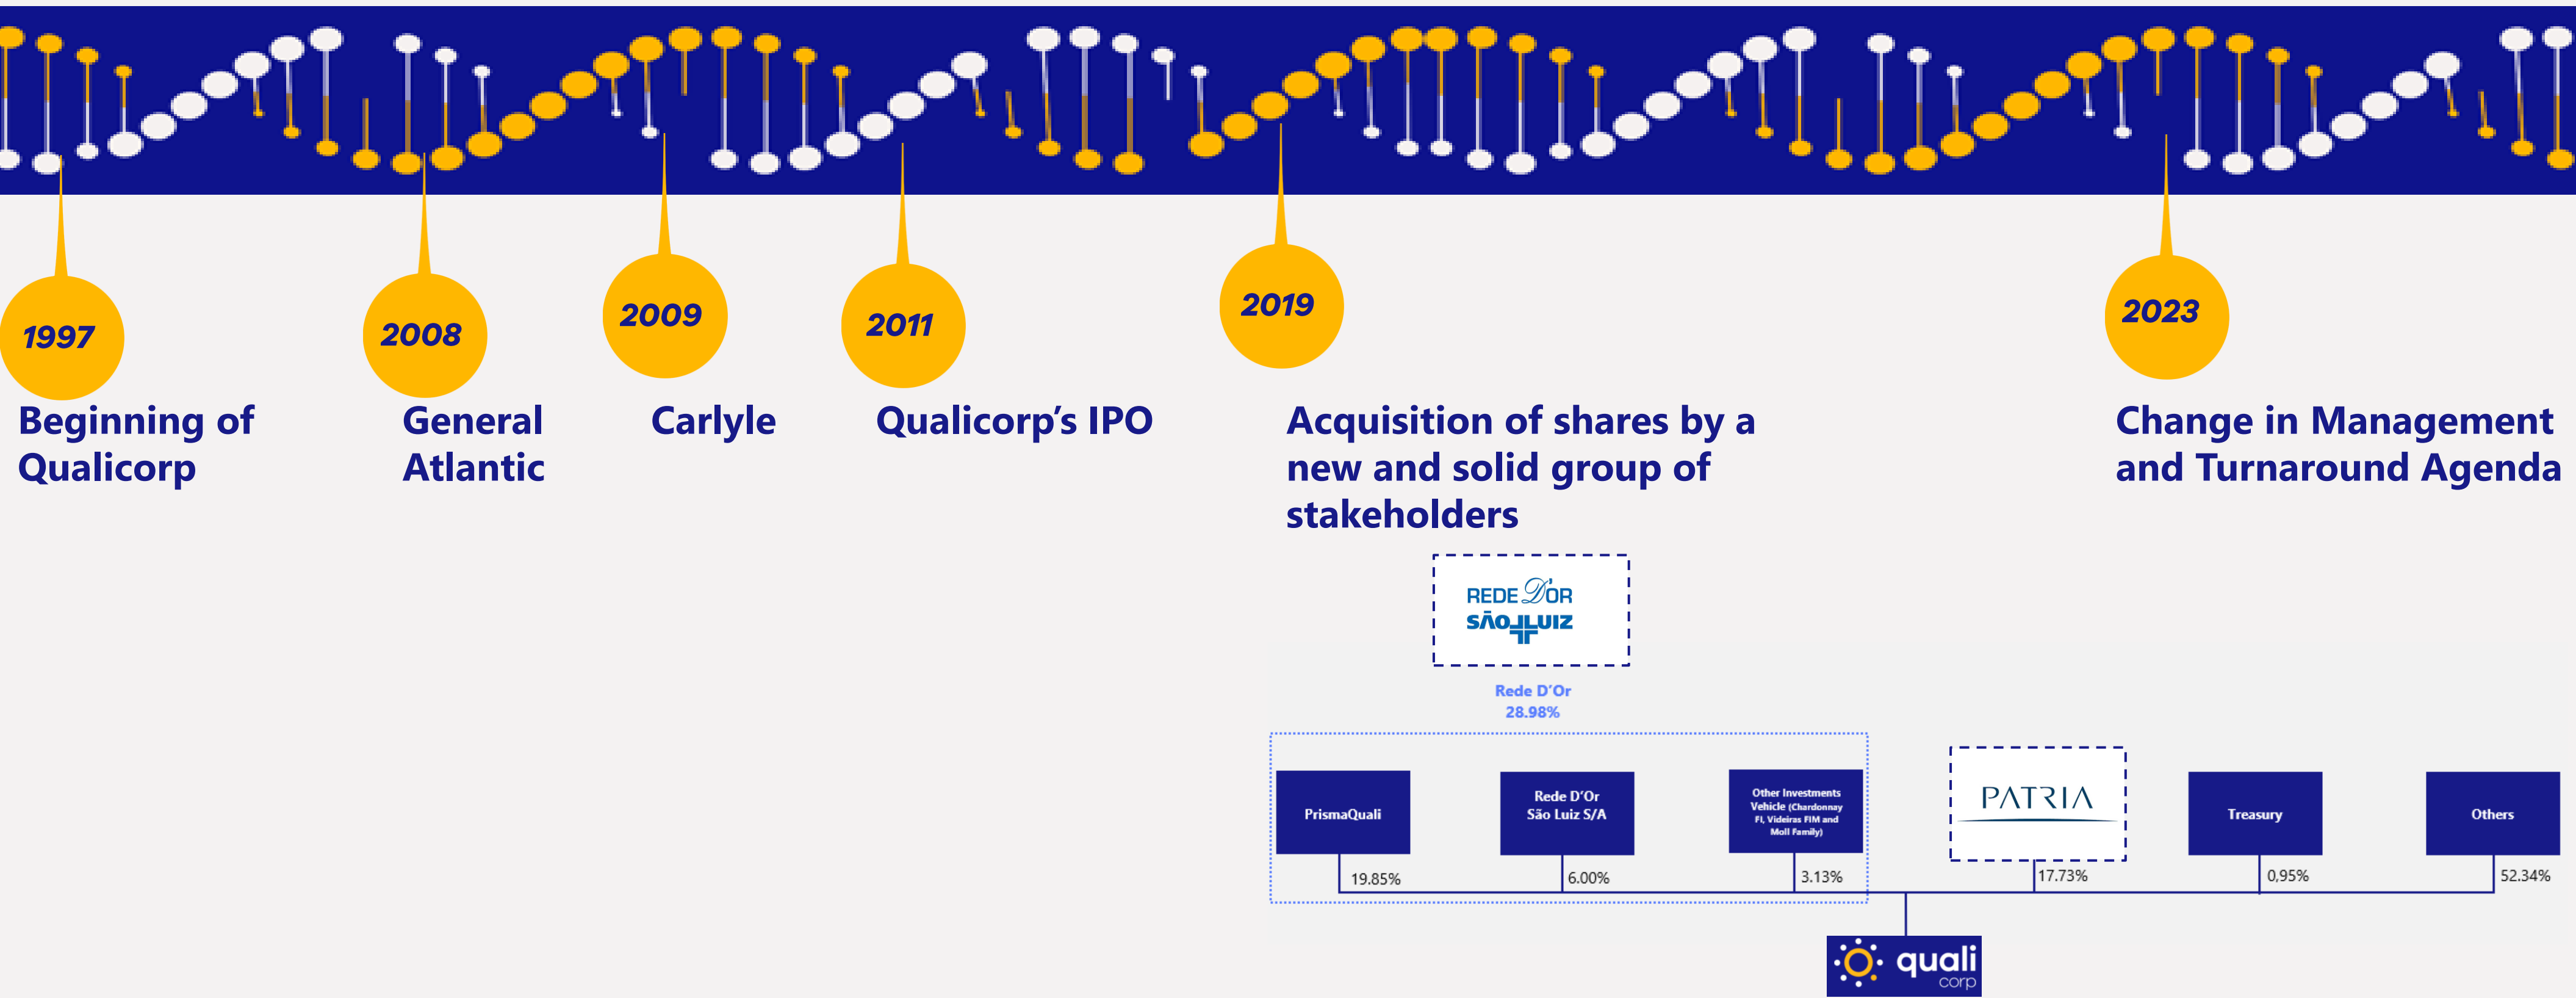 1997
2008
2009
2011
2019
2023
Beginning of
Qualicorp
General
Atlantic
Carlyle
Qualicorp’s IPO
Acquisition of shares by a
new and solid group of
stakeholders
Change in Management
and Turnaround Agenda
REDE D'OR
SÃO LUIZ
Rede D’Or
28.98%
PrismaQuali
Rede D’Or
São Luiz S/A
Other Investments
Vehicle (Chardonnay
FI, Videiras FIM and
Moll Family)
PATRIA
Treasury
Others
19.85%
6.00%
3.13%
17.73%
0,95%
52.34%
quali
corp